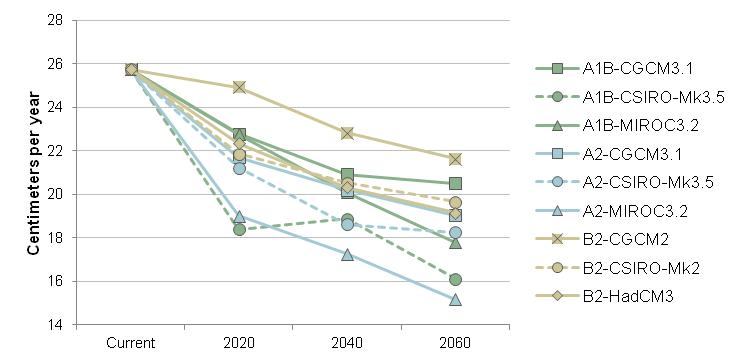 28
26
24
22
20
18
16
14
Centimeters per year
Current 2020 2040 2060
A1B-CGCM3.1
A1B-CSIRO-Mk3.5
A1B-MIROC3.2
A2-CGCM3.1
A2-CSIRO-Mk3.5
A2-MIROC3.2
B2-CGCM2
B2-CSIRO-Mk2
B2-HadCM3